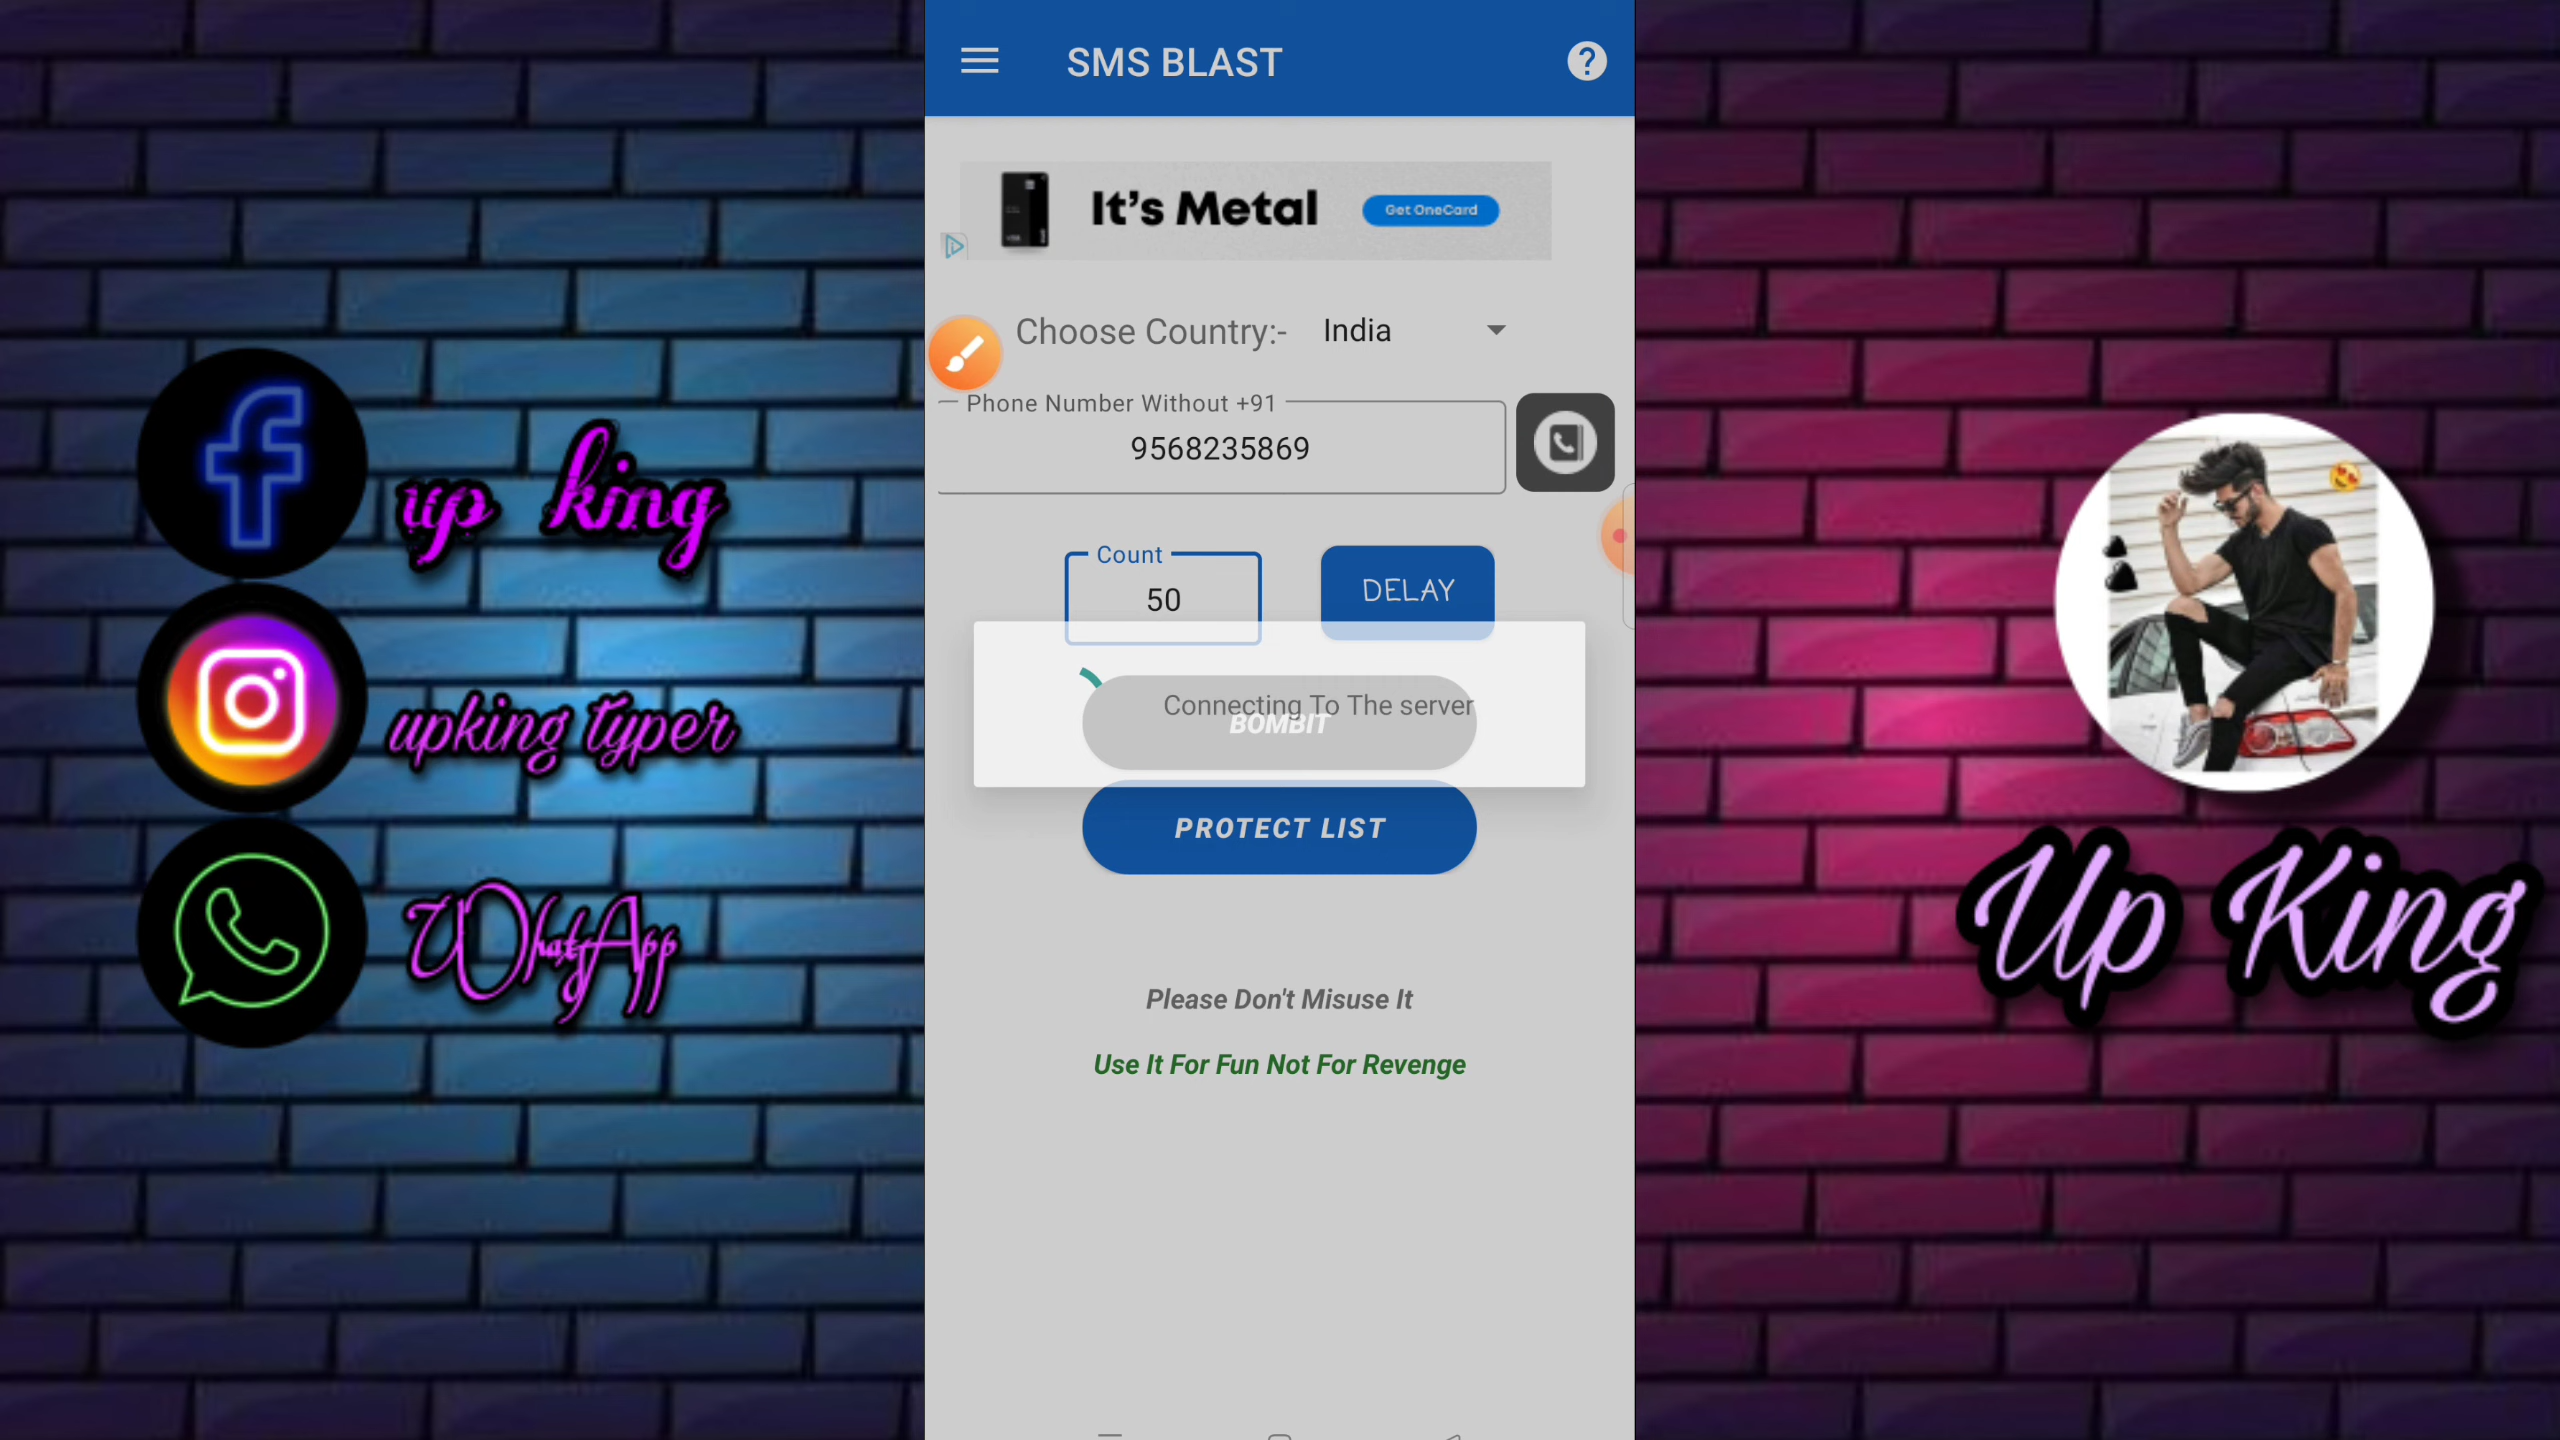 SMS BLAST
It's Metal
Get OneCard
Choose Country:- India
Phone Number Without +91
9568235869
Count
50
DELAY
Connecting To The server
BOMBIT
PROTECT LIST
Please Don't Misuse It
Use It For Fun Not For Revenge
up king
upking typer
WhatsApp
Up King